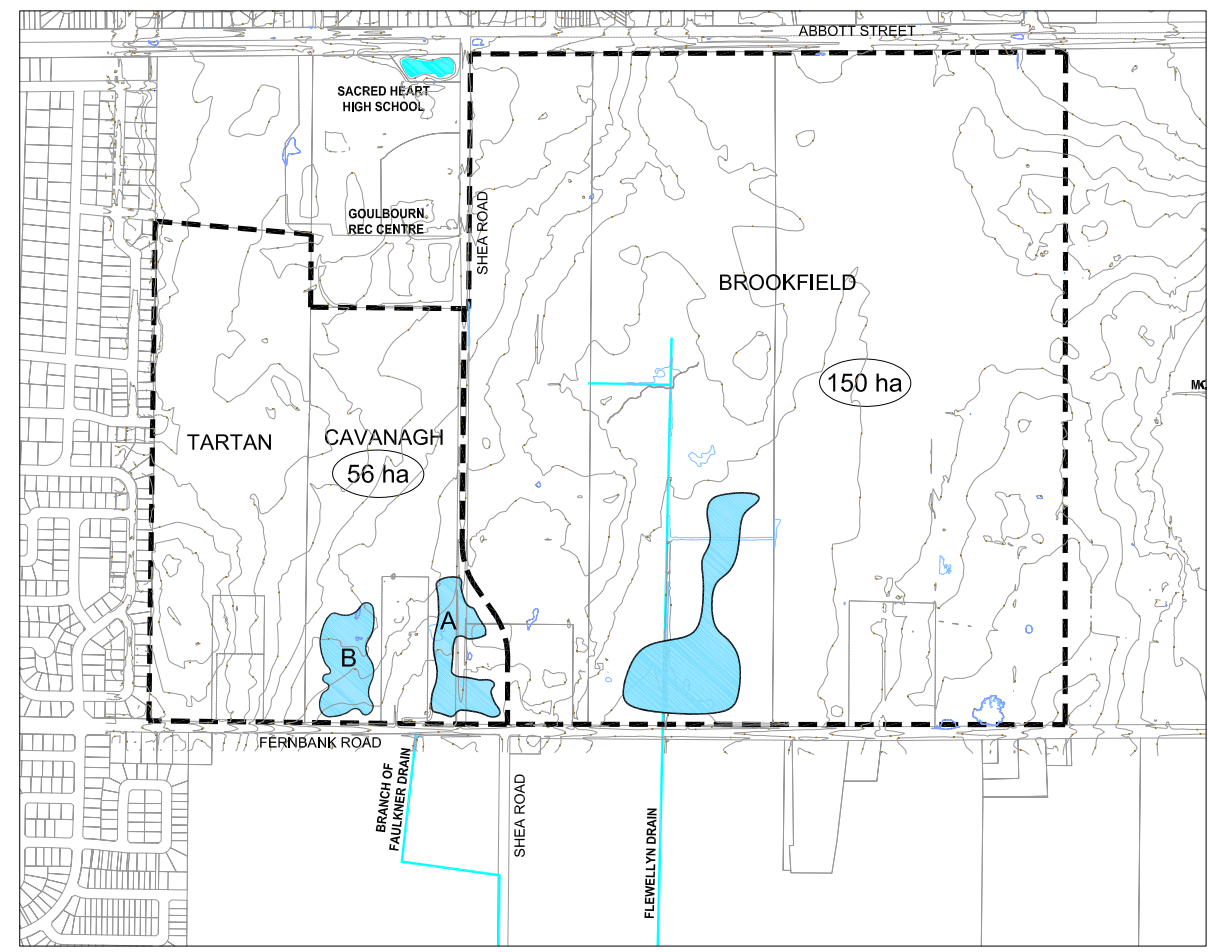 ABBOTT STREET
SACRED HEART
HIGH SCHOOL
SHEA ROAD
GOULBOURN
REC CENTRE
BROOKFIELD
150 ha
TARTAN
CAVANAGH
56 ha
A
B
FERNBANK ROAD
BRANCH OF
FAULKNER DRAIN
SHEA ROAD
FLEWELLYN DRAIN